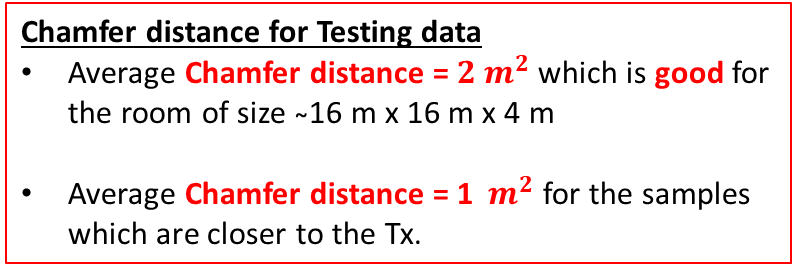 Chamfer distance for Testing data
• Average Chamfer distance = 2 m² which is good for
the room of size ~16 m x 16 m x 4 m
• Average Chamfer distance = 1 m² for the samples
which are closer to the Tx.